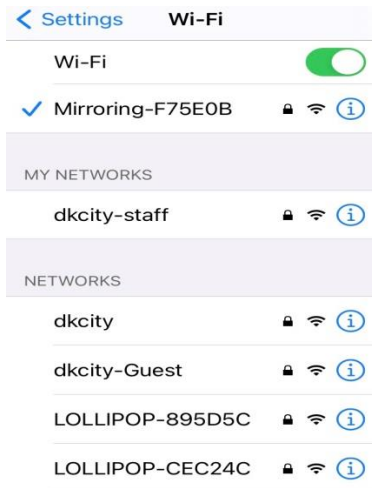 Settings Wi-Fi
Wi-Fi
Mirroring-F75E0B
MY NETWORKS
dkcity-staff
NETWORKS
dkcity
dkcity-Guest
LOLLIPOP-895D5C
LOLLIPOP-CEC24C